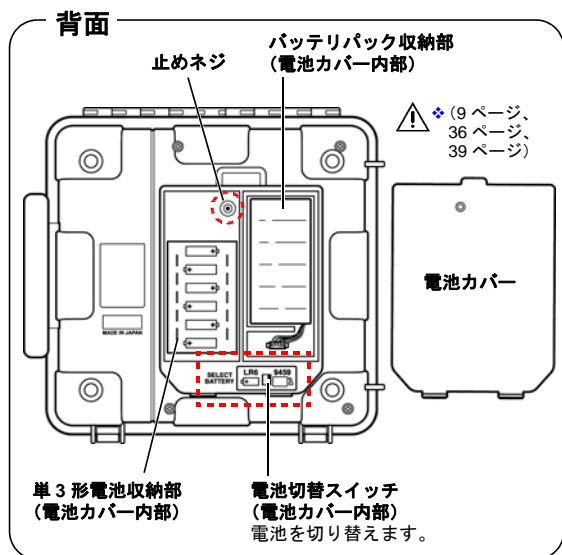 背面
バッテリパック収納部
（電池カバー内部）
止めネジ
❖（9 ページ、
36 ページ、
39 ページ）
電池カバー
MADE IN JAPAN
SELECT
BATTERY
LR6 9459
単 3 形電池収納部
（電池カバー内部）
電池切替スイッチ
（電池カバー内部）
電池を切り替えます。